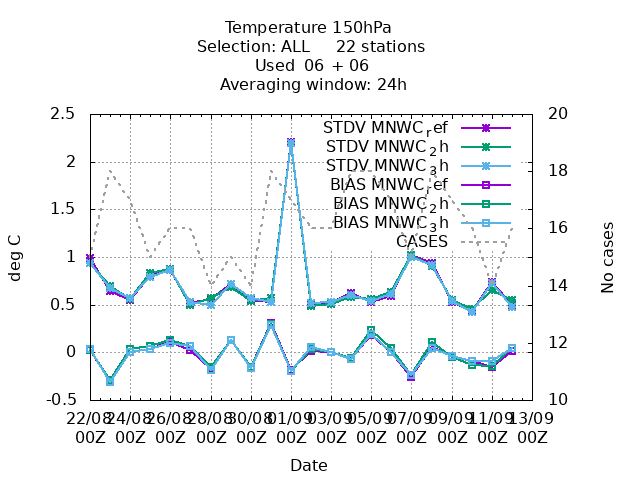 Temperature 150hPa
Selection: ALL 22 stations
Used 06 + 06
Averaging window: 24h
2.5
2
1.5
1
0.5
0
-0.5
deg C
20
18
16
14
12
10
No cases
STDV MNWC_ref
STDV MNWC_2h
STDV MNWC_3h
BIAS MNWC_ref
BIAS MNWC_2h
BIAS MNWC_3h
CASES
22/08 24/08 26/08 28/08 30/08 01/09 03/09 05/09 07/09 09/09 11/09 13/09
00Z 00Z 00Z 00Z 00Z 00Z 00Z 00Z 00Z 00Z 00Z 00Z
Date